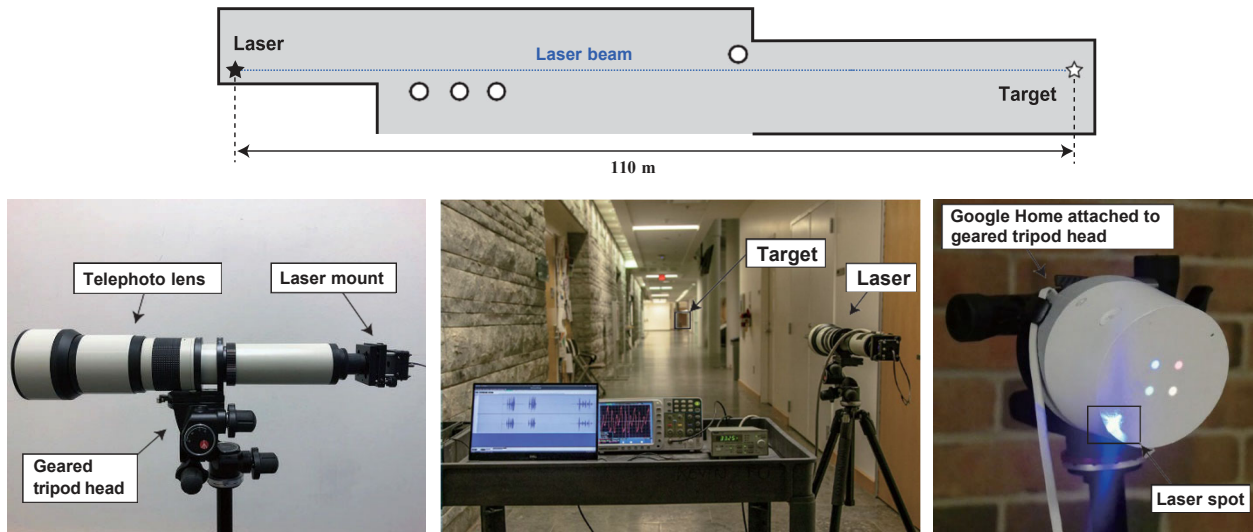 Laser
Laser beam
Target
110 m
Telephoto lens
Laser mount
Geared
tripod head
Target
Laser
Google Home attached to
geared tripod head
Laser spot